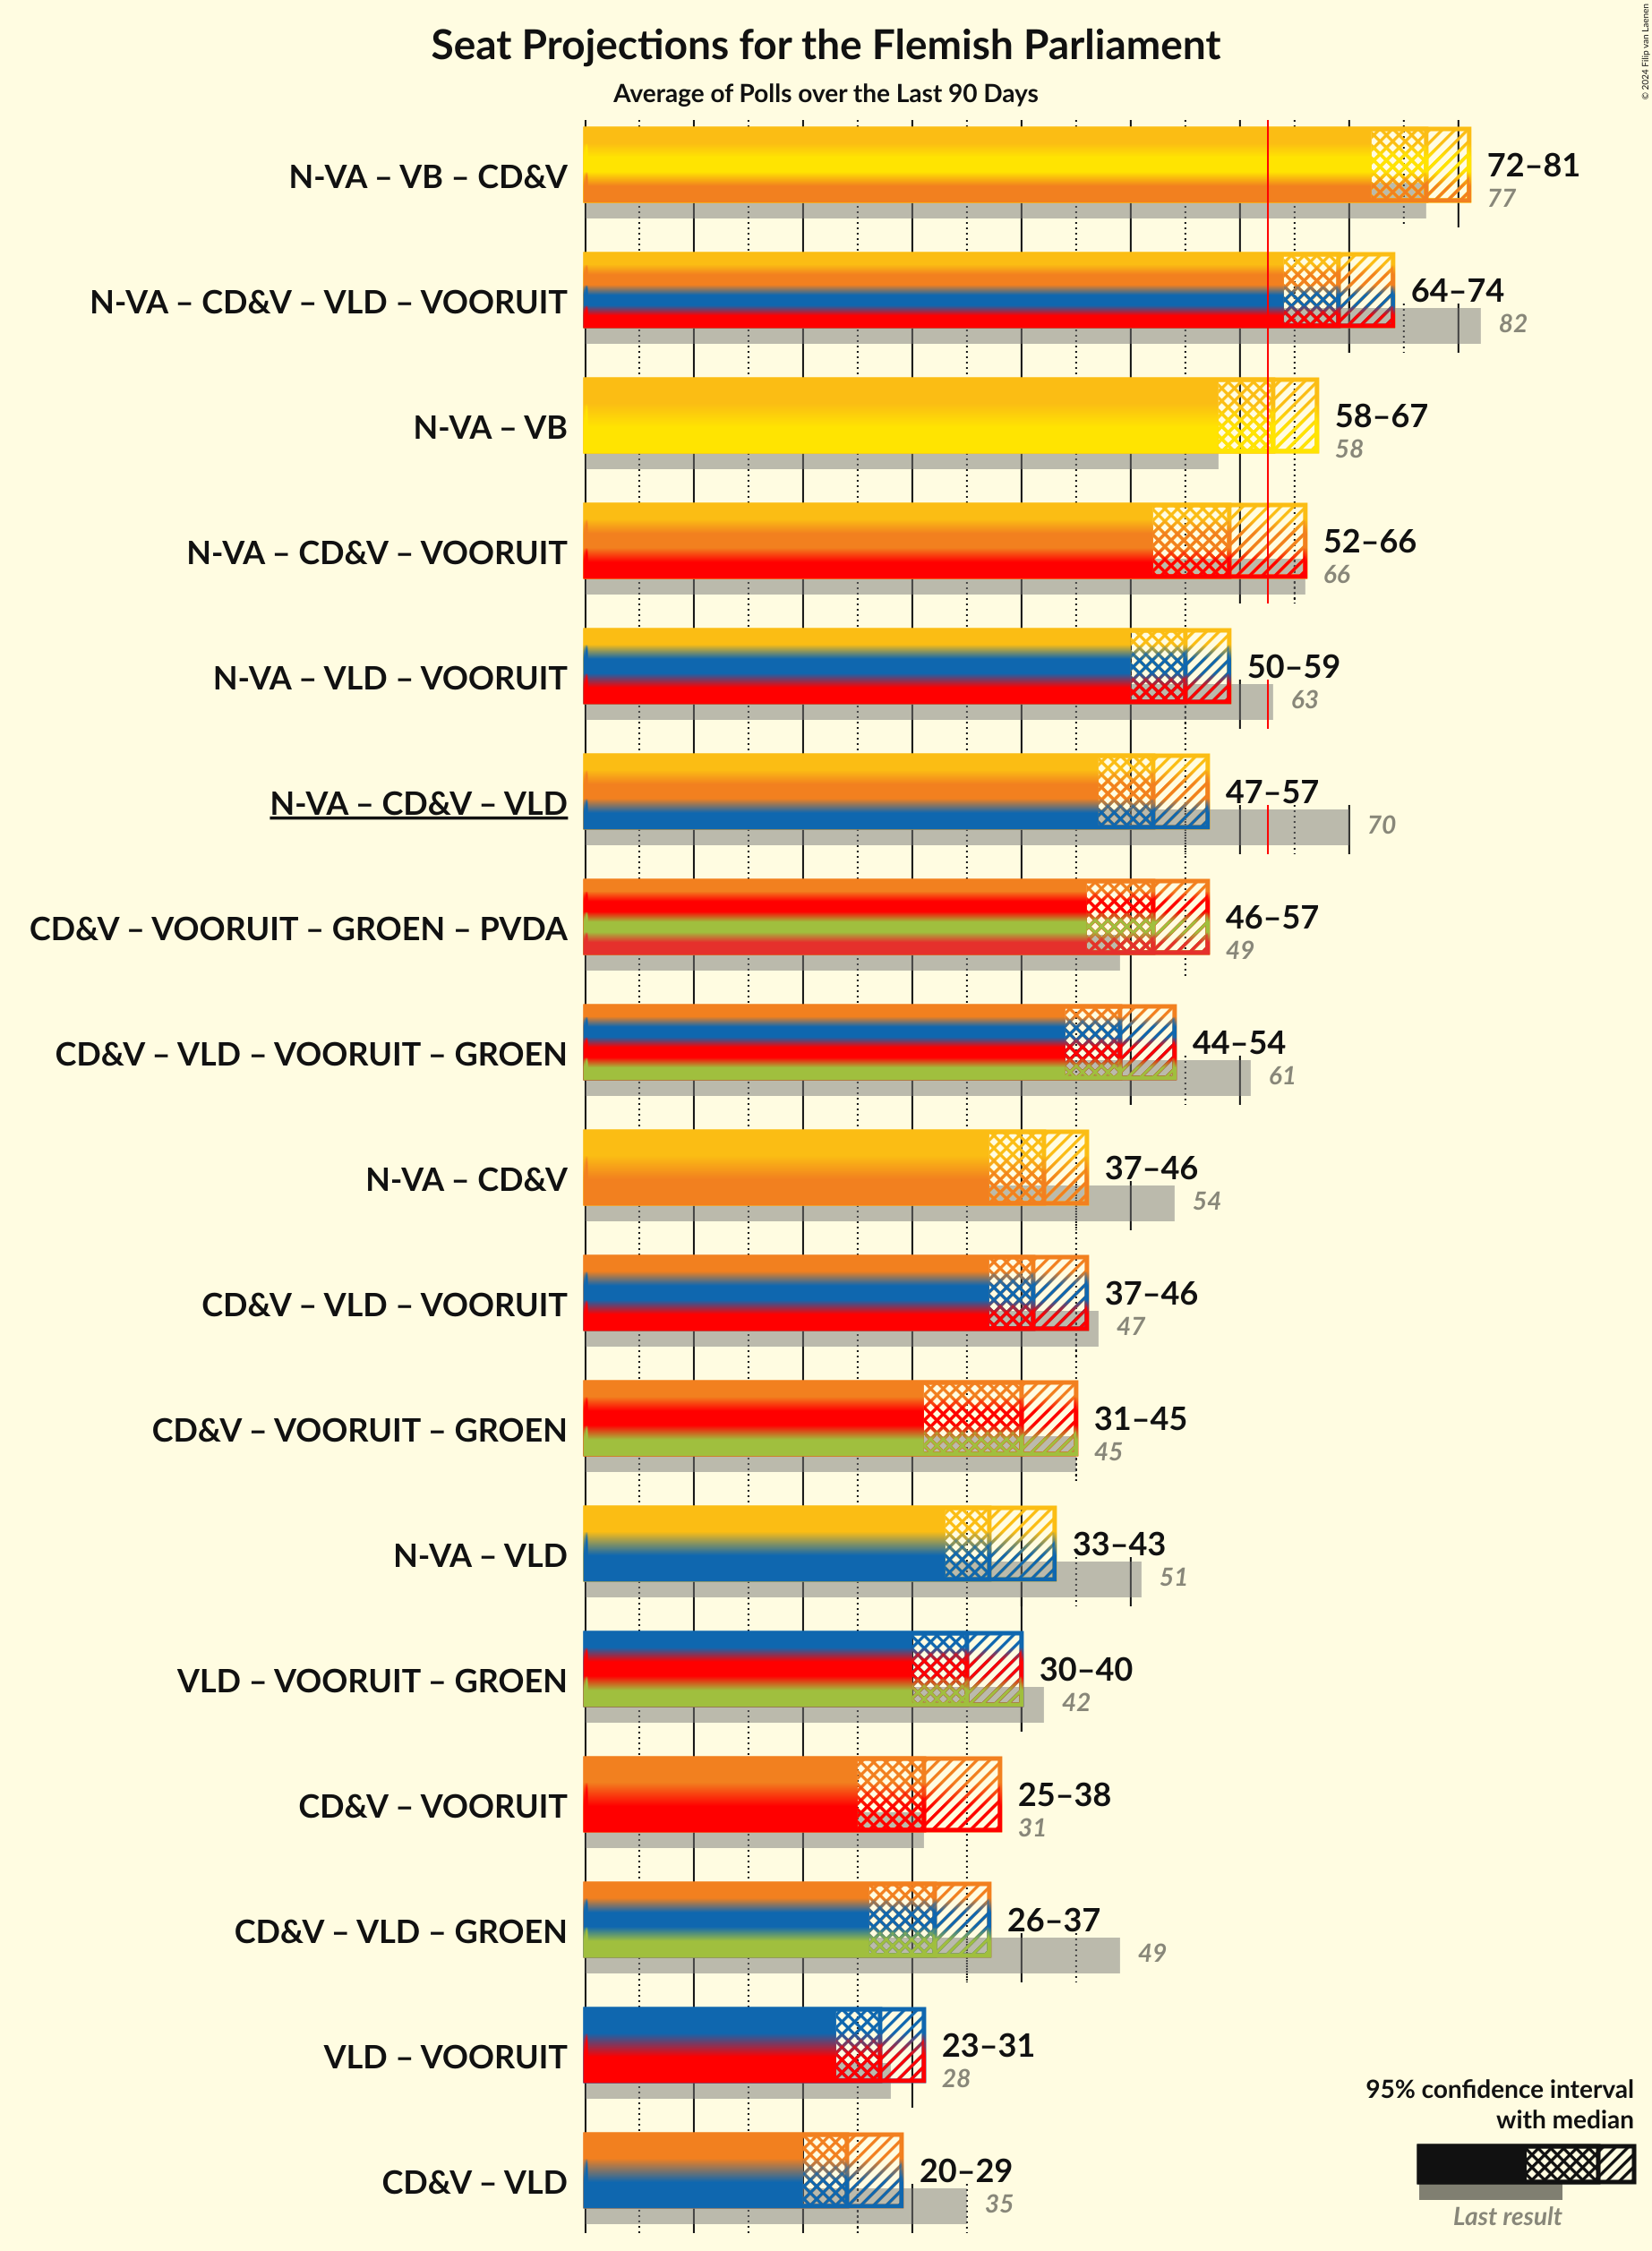 Seat Projections for the Flemish Parliament
Average of Polls over the Last 90 Days
© 2024 Filip van Laenen
N-VA – VB – CD&V
72–81
77
N-VA – CD&V – VLD – VOORUIT
64–74
82
N-VA – VB
58–67
58
N-VA – CD&V – VOORUIT
52–66
66
N-VA – VLD – VOORUIT
50–59
63
N-VA – CD&V – VLD
47–57
70
CD&V – VOORUIT – GROEN – PVDA
46–57
49
CD&V – VLD – VOORUIT – GROEN
44–54
61
N-VA – CD&V
37–46
54
CD&V – VLD – VOORUIT
37–46
47
CD&V – VOORUIT – GROEN
31–45
45
N-VA – VLD
33–43
51
VLD – VOORUIT – GROEN
30–40
42
CD&V – VOORUIT
25–38
31
CD&V – VLD – GROEN
26–37
49
VLD – VOORUIT
23–31
28
CD&V – VLD
20–29
35
95% confidence interval
with median
Last result